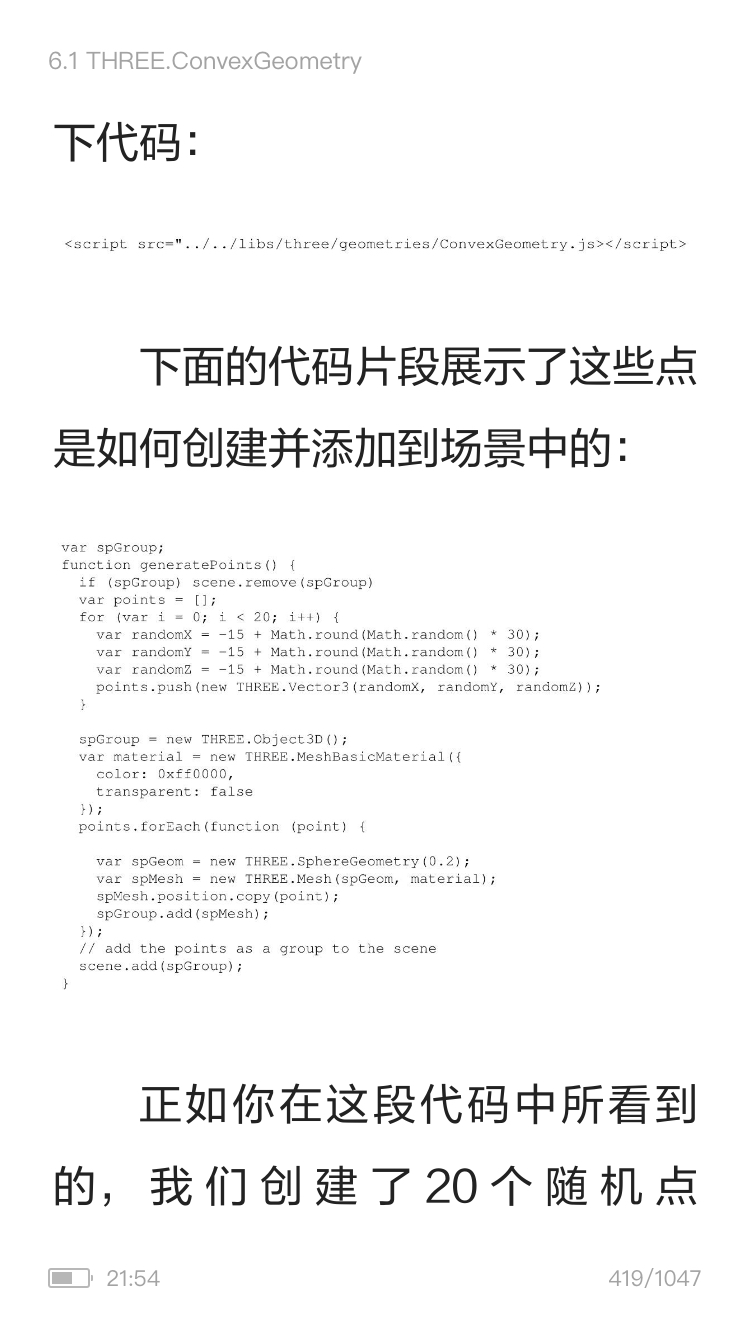 6.1 THREE.ConvexGeometry
下代码：
<script src="../../libs/three/geometries/ConvexGeometry.js></script>
下面的代码片段展示了这些点
是如何创建并添加到场景中的：
var spGroup;
function generatePoints() {
  if (spGroup) scene.remove(spGroup)
  var points = [];
  for (var i = 0; i < 20; i++) {
    var randomX = -15 + Math.round(Math.random() * 30);
    var randomY = -15 + Math.round(Math.random() * 30);
    var randomZ = -15 + Math.round(Math.random() * 30);
    points.push(new THREE.Vector3(randomX, randomY, randomZ));
  }
  spGroup = new THREE.Object3D();
  var material = new THREE.MeshBasicMaterial({
    color: 0xff0000,
    transparent: false
  });
  points.forEach(function (point) {
    var spGeom = new THREE.SphereGeometry(0.2);
    var spMesh = new THREE.Mesh(spGeom, material);
    spMesh.position.copy(point);
    spGroup.add(spMesh);
  });
  // add the points as a group to the scene
  scene.add(spGroup);
}
正如你在这段代码中所看到
的，我们创建了20个随机点
21:54
419/1047